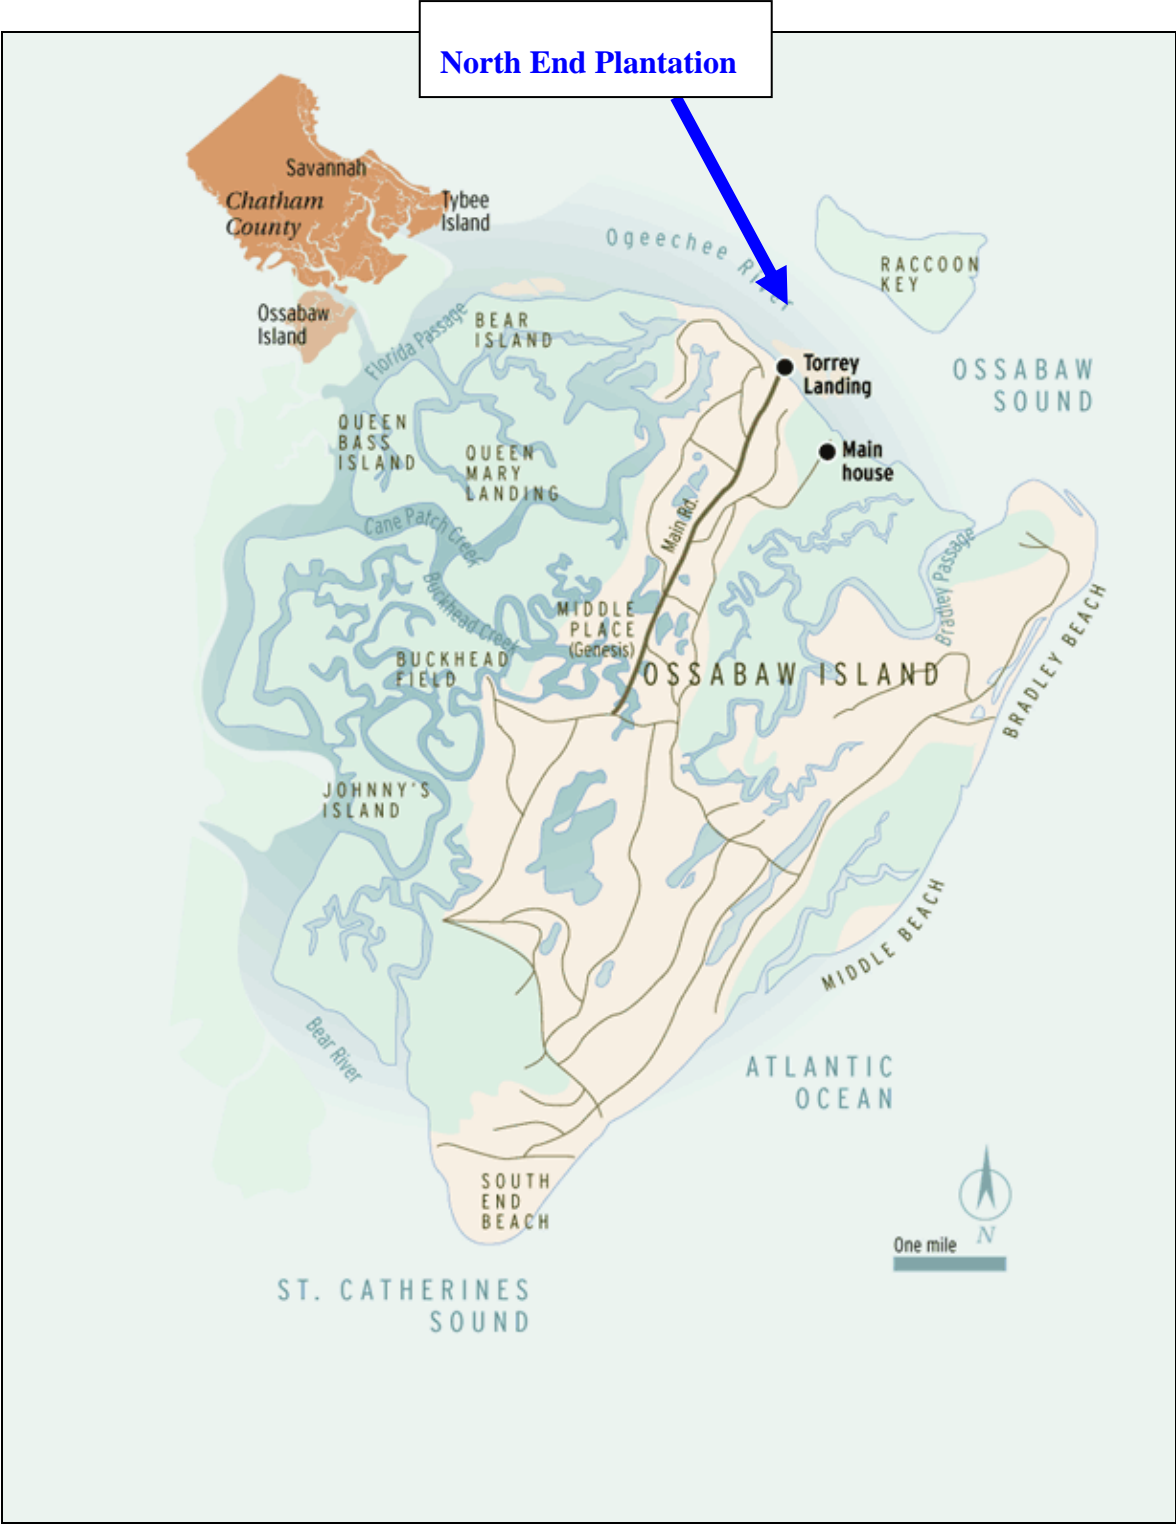 North End Plantation
Savannah
Chatham
County
Tybee
Island
Ossabaw
Island
Ogeechee River
RACCOON
KEY
Florida Passage
BEAR
ISLAND
OSSABAW
SOUND
Torrey
Landing
QUEEN
BASS
ISLAND
QUEEN
MARY
LANDING
Main
house
Main Rd.
Cane Patch Creek
Buckhead Creek
Bradley Passage
MIDDLE
PLACE
(Genesis)
BUCKHEAD
FIELD
OSSABAW ISLAND
BRADLEY BEACH
JOHNNY'S
ISLAND
MIDDLE BEACH
Bear River
ATLANTIC
OCEAN
SOUTH
END
BEACH
N
One mile
ST. CATHERINES
SOUND